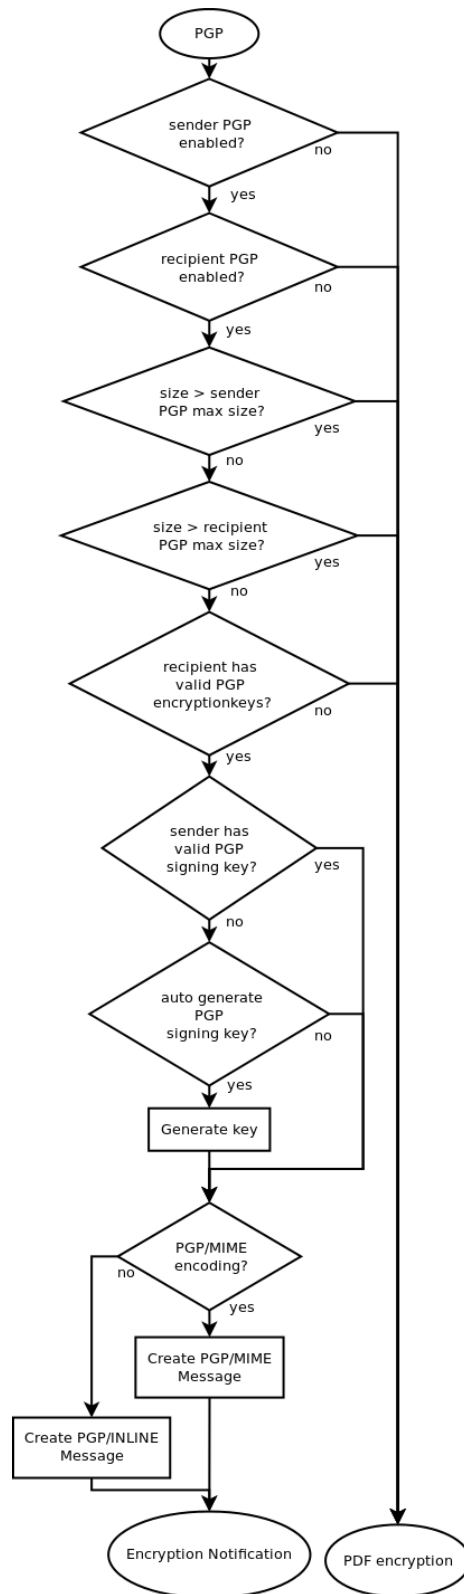 PGP
sender PGP
enabled?
no
yes
recipient PGP
enabled?
no
yes
size > sender
PGP max size?
yes
no
size > recipient
PGP max size?
yes
no
recipient has
valid PGP
encryptionkeys?
no
yes
sender has
valid PGP
signing key?
yes
no
auto generate
PGP
signing key?
no
yes
Generate key
PGP/MIME
encoding?
no
yes
Create PGP/MIME
Message
Create PGP/INLINE
Message
Encryption Notification
PDF encryption